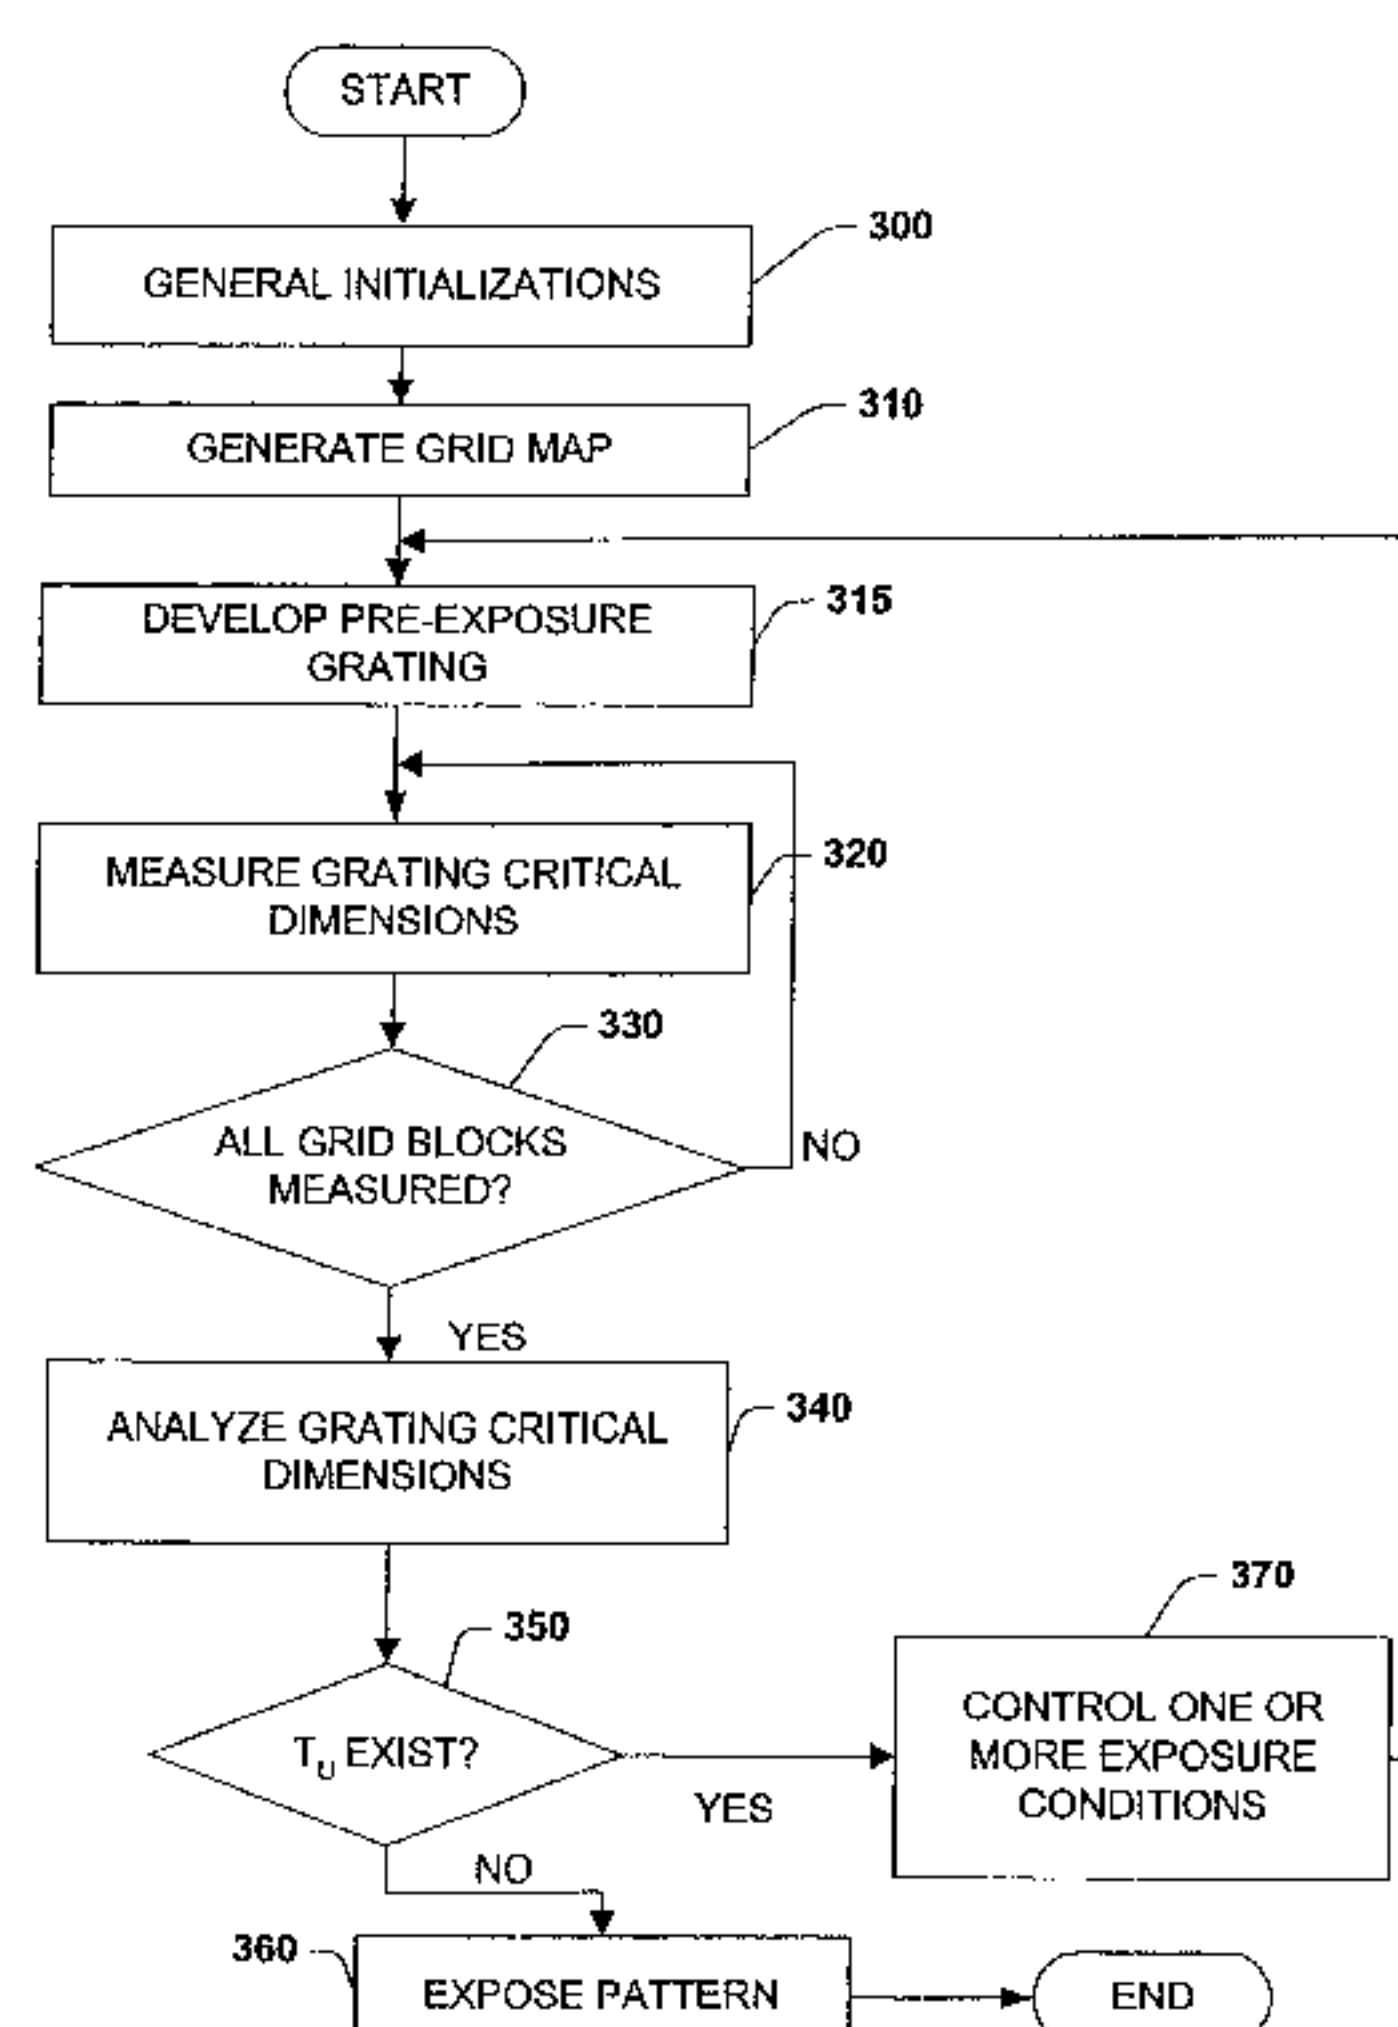 START
300
GENERAL INITIALIZATIONS
310
GENERATE GRID MAP
315
DEVELOP PRE-EXPOSURE
GRATING
320
MEASURE GRATING CRITICAL
DIMENSIONS
330
ALL GRID BLOCKS
MEASURED?
NO
YES
340
ANALYZE GRATING CRITICAL
DIMENSIONS
350
TU EXIST?
YES
370
CONTROL ONE OR
MORE EXPOSURE
CONDITIONS
NO
360
EXPOSE PATTERN
END